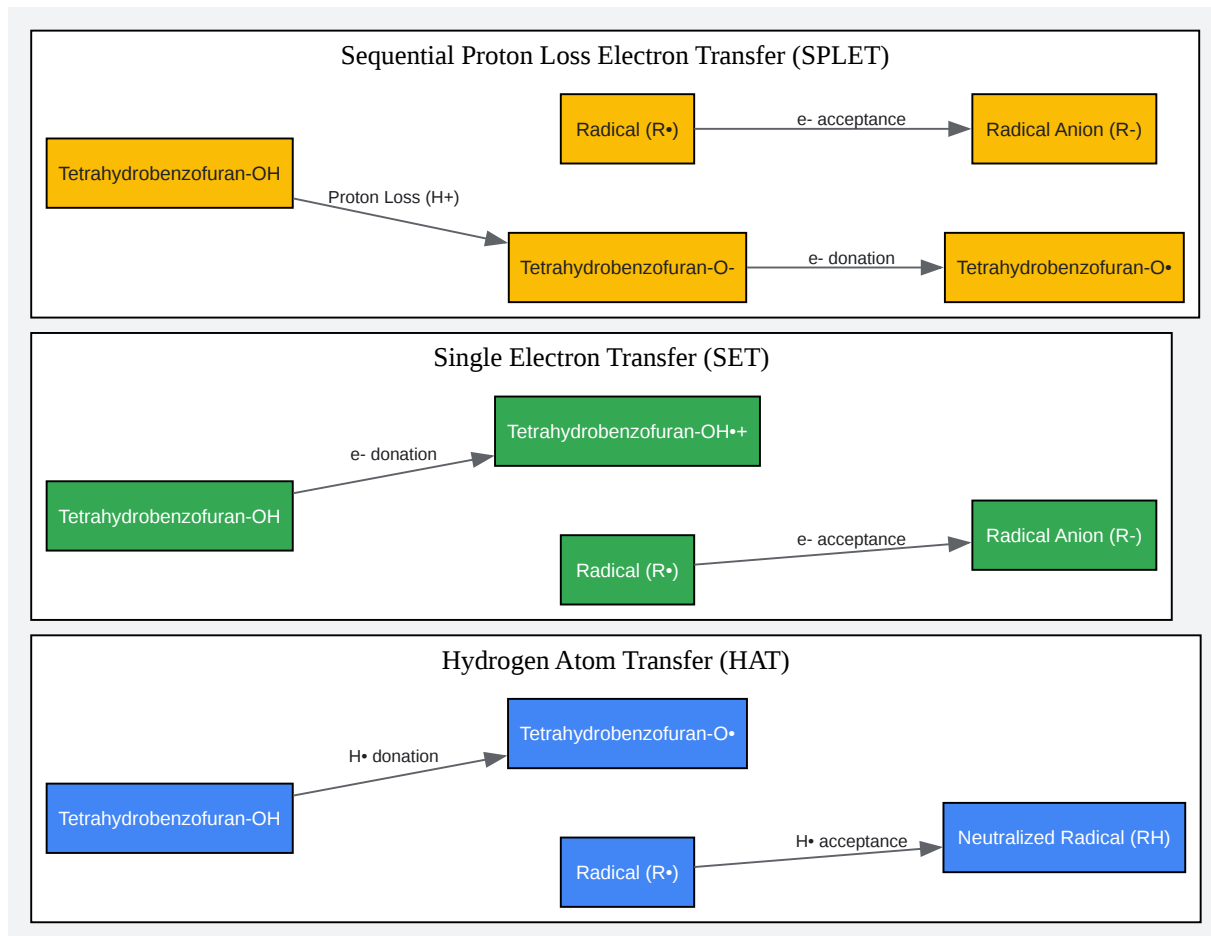 Sequential Proton Loss Electron Transfer (SPLET)
Radical (R•)
e- acceptance
Radical Anion (R-)
Tetrahydrobenzofuran-OH
Proton Loss (H+)
Tetrahydrobenzofuran-O-
e- donation
Tetrahydrobenzofuran-O•
Single Electron Transfer (SET)
Tetrahydrobenzofuran-OH•+
e- donation
Tetrahydrobenzofuran-OH
Radical (R•)
e- acceptance
Radical Anion (R-)
Hydrogen Atom Transfer (HAT)
Tetrahydrobenzofuran-O•
H• donation
Tetrahydrobenzofuran-OH
Radical (R•)
H• acceptance
Neutralized Radical (RH)